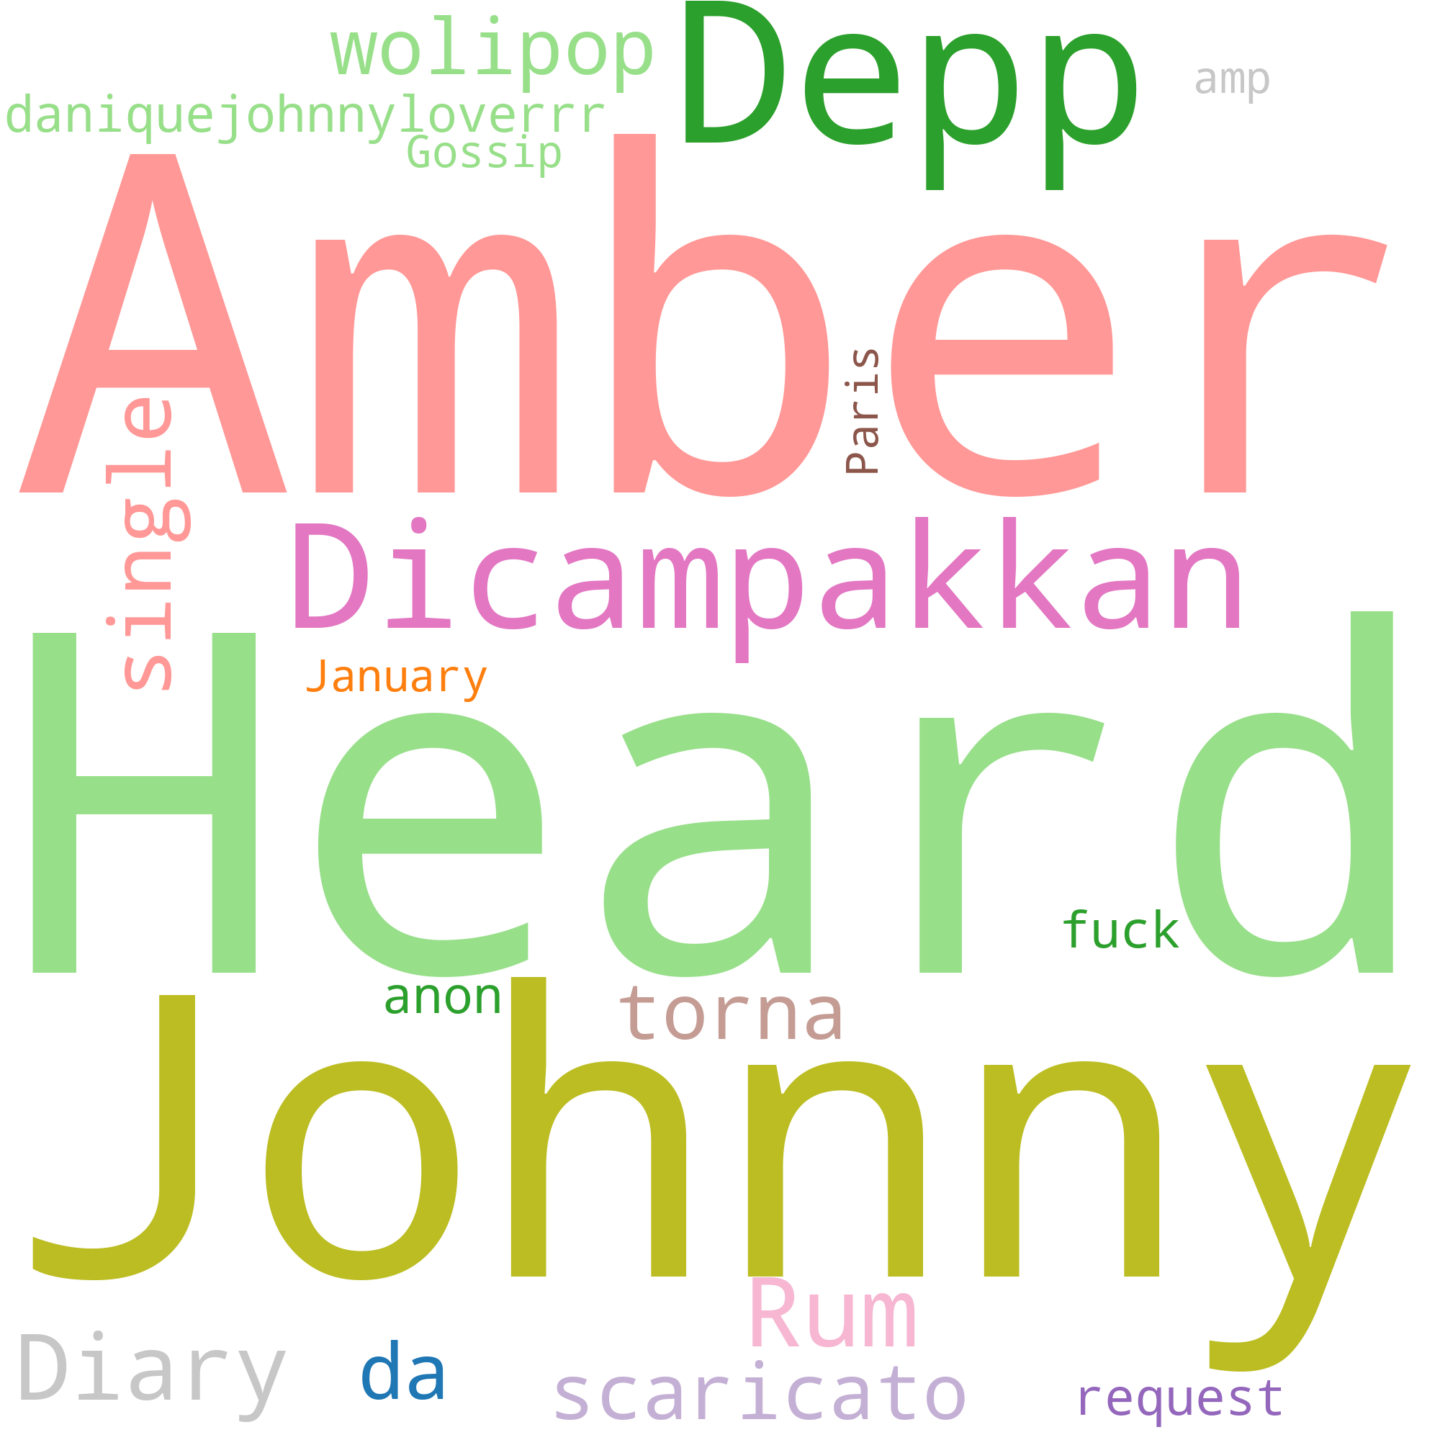 wolipop
Depp
amp
daniquejohnnyloverrr
Gossip
Amber
Paris
single
Dicampakkan
January
Heard
fuck
anon
torna
Johnny
Rum
Diary
da
scaricato
request